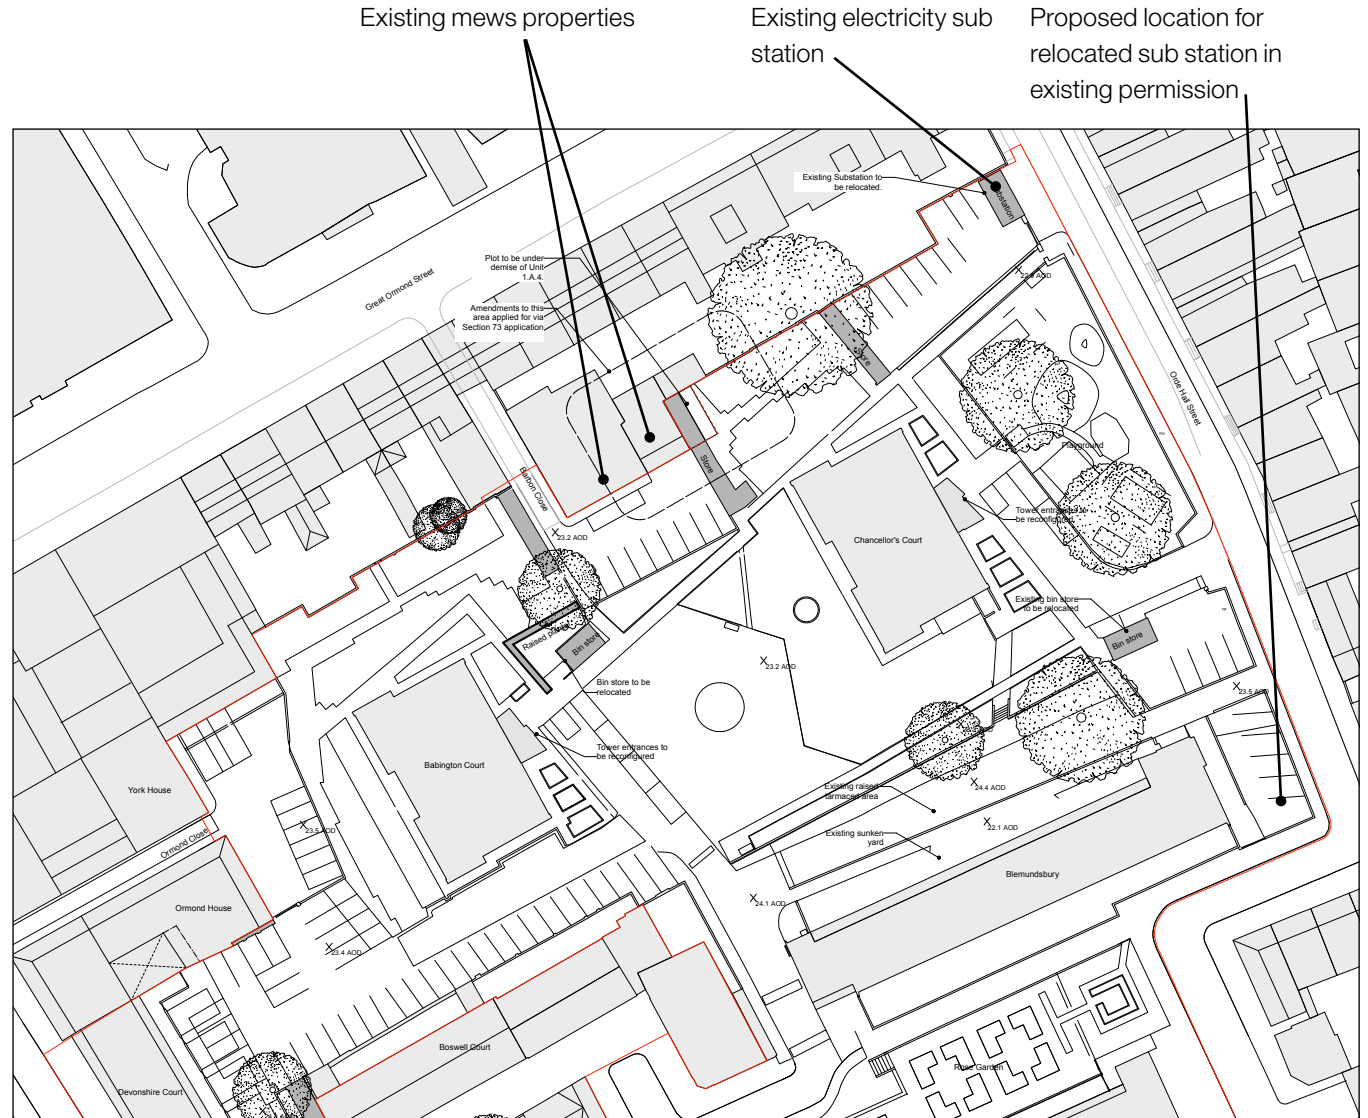 Existing mews properties
Existing electricity sub
station
Proposed location for
relocated sub station in
existing permission
Existing Substation to
be relocated.
Substation
Plot to be under
demise of Unit
1.A.4.
Great Ormond Street
Amendments to this
area applied for via
Section 73 application
22.9 AOD
Store
Orde Hall Street
Playground
Store
Barbon Close
Tower entrances to
be reconfigured
23.2 AOD
Chancellor's Court
Existing bin store
to be relocated
TP
Raised planter
Bin store
Bin store
23.2 AOD
Bin store to be
relocated
23.5 AOD
Tower entrances to
be reconfigured
Babington Court
York House
Existing raised
tarmaced area
24.4 AOD
22.1 AOD
Existing sunken
yard
23.5 AOD
Ormond Close
Blemundsbury
Ormond House
24.1 AOD
23.4 AOD
Boswell Court
Rose Garden
Devonshire Court